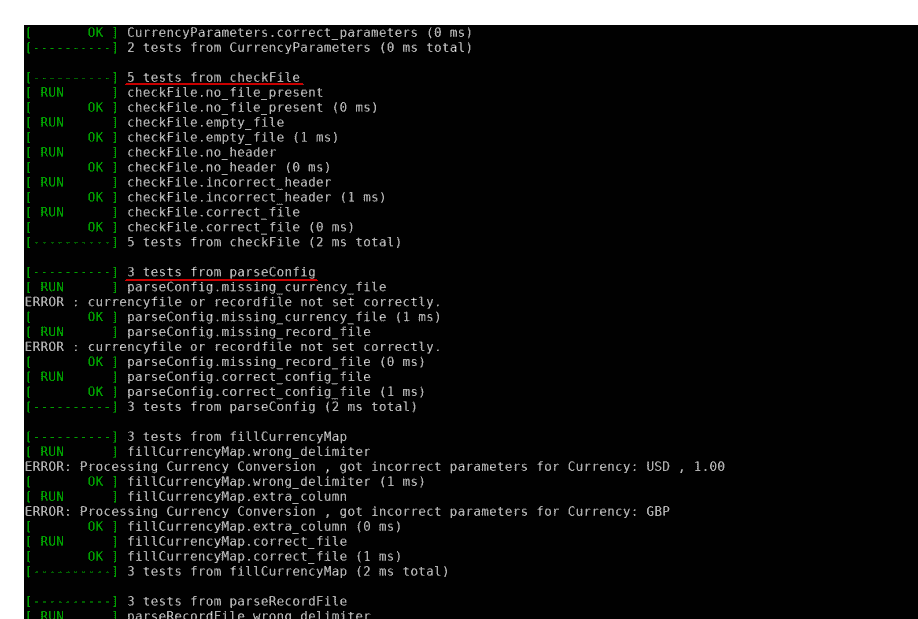 [       OK ] CurrencyParameters.correct_parameters (0 ms)
[----------] 2 tests from CurrencyParameters (0 ms total)
[----------] 5 tests from checkFile
[ RUN      ] checkFile.no_file_present
[       OK ] checkFile.no_file_present (0 ms)
[ RUN      ] checkFile.empty_file
[       OK ] checkFile.empty_file (1 ms)
[ RUN      ] checkFile.no_header
[       OK ] checkFile.no_header (0 ms)
[ RUN      ] checkFile.incorrect_header
[       OK ] checkFile.incorrect_header (1 ms)
[ RUN      ] checkFile.correct_file
[       OK ] checkFile.correct_file (0 ms)
[----------] 5 tests from checkFile (2 ms total)
[----------] 3 tests from parseConfig
[ RUN      ] parseConfig.missing_currency_file
ERROR : currencyfile or recordfile not set correctly.
[       OK ] parseConfig.missing_currency_file (1 ms)
[ RUN      ] parseConfig.missing_record_file
ERROR : currencyfile or recordfile not set correctly.
[       OK ] parseConfig.missing_record_file (0 ms)
[ RUN      ] parseConfig.correct_config_file
[       OK ] parseConfig.correct_config_file (1 ms)
[----------] 3 tests from parseConfig (2 ms total)
[----------] 3 tests from fillCurrencyMap
[ RUN      ] fillCurrencyMap.wrong_delimiter
ERROR: Processing Currency Conversion , got incorrect parameters for Currency: USD , 1.00
[       OK ] fillCurrencyMap.wrong_delimiter (1 ms)
[ RUN      ] fillCurrencyMap.extra_column
ERROR: Processing Currency Conversion , got incorrect parameters for Currency: GBP
[       OK ] fillCurrencyMap.extra_column (0 ms)
[ RUN      ] fillCurrencyMap.correct_file
[       OK ] fillCurrencyMap.correct_file (1 ms)
[----------] 3 tests from fillCurrencyMap (2 ms total)
[----------] 3 tests from parseRecordFile
[ RUN      ] parseRecordFile.wrong_delimiter